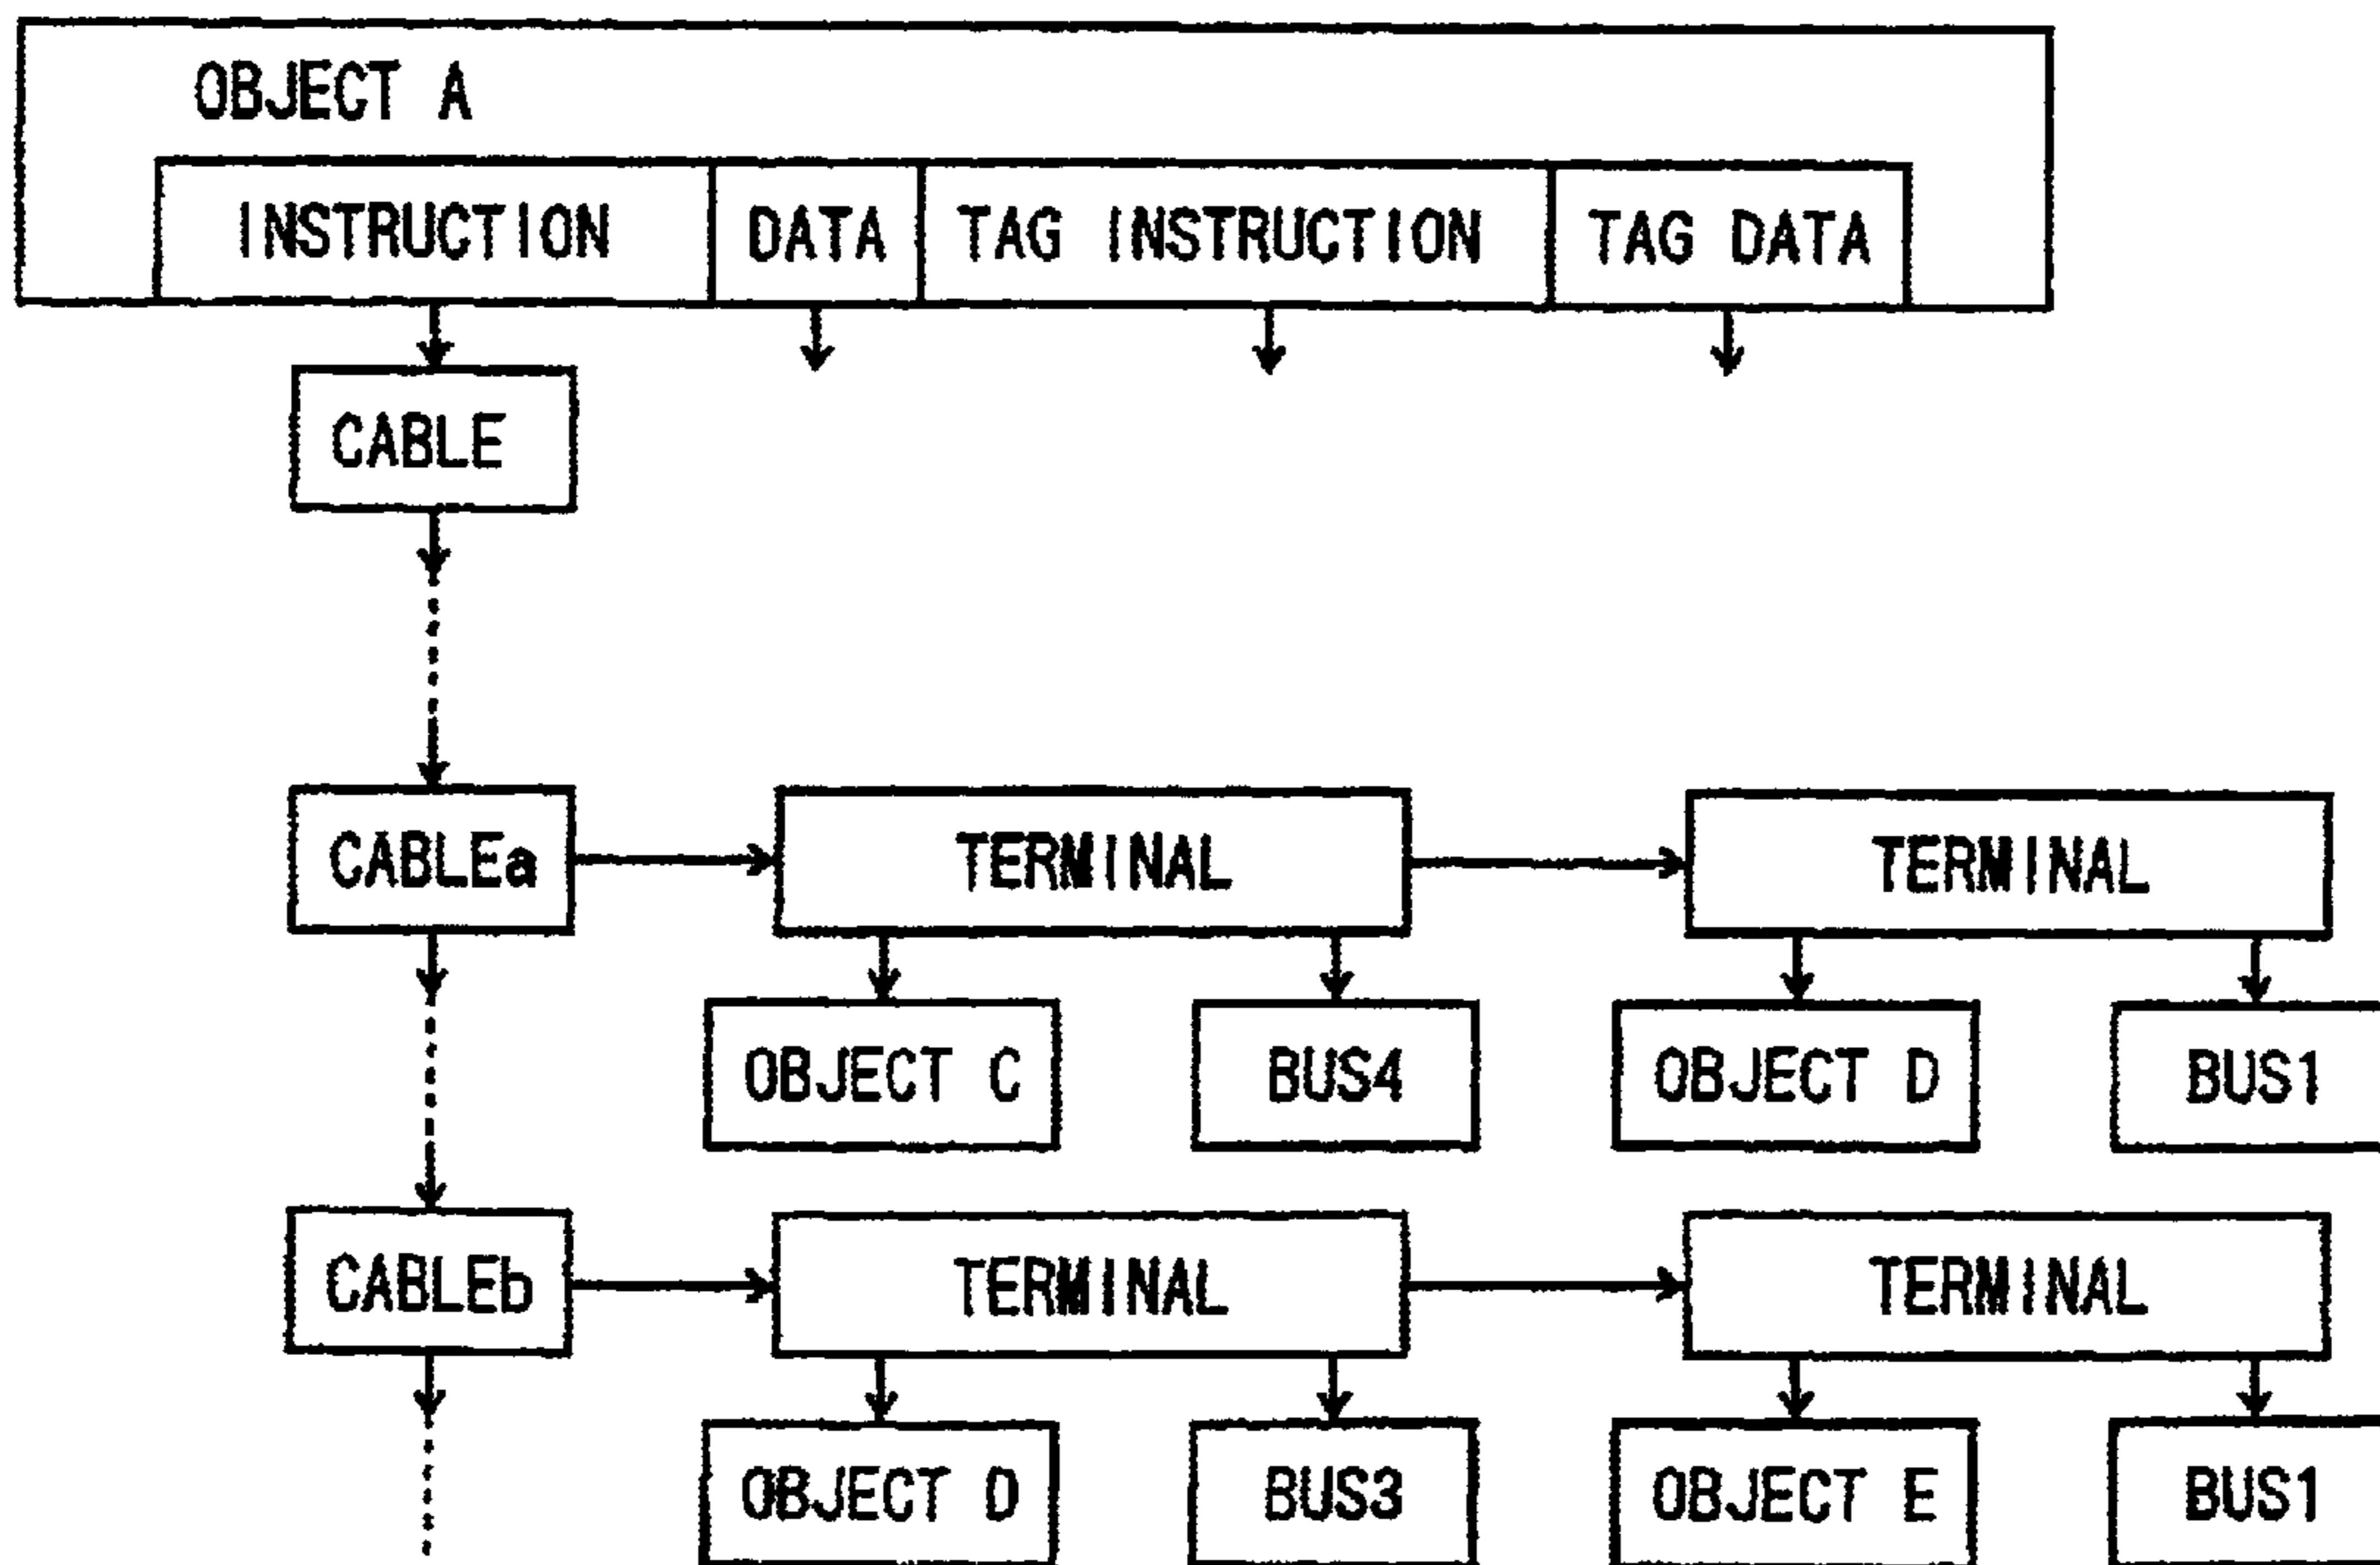 OBJECT A
INSTRUCTION DATA TAG INSTRUCTION TAG DATA
CABLE
CABLEa TERMINAL TERMINAL
OBJECT C BUS4 OBJECT D BUS1
CABLEb TERMINAL TERMINAL
OBJECT D BUS3 OBJECT E BUS1